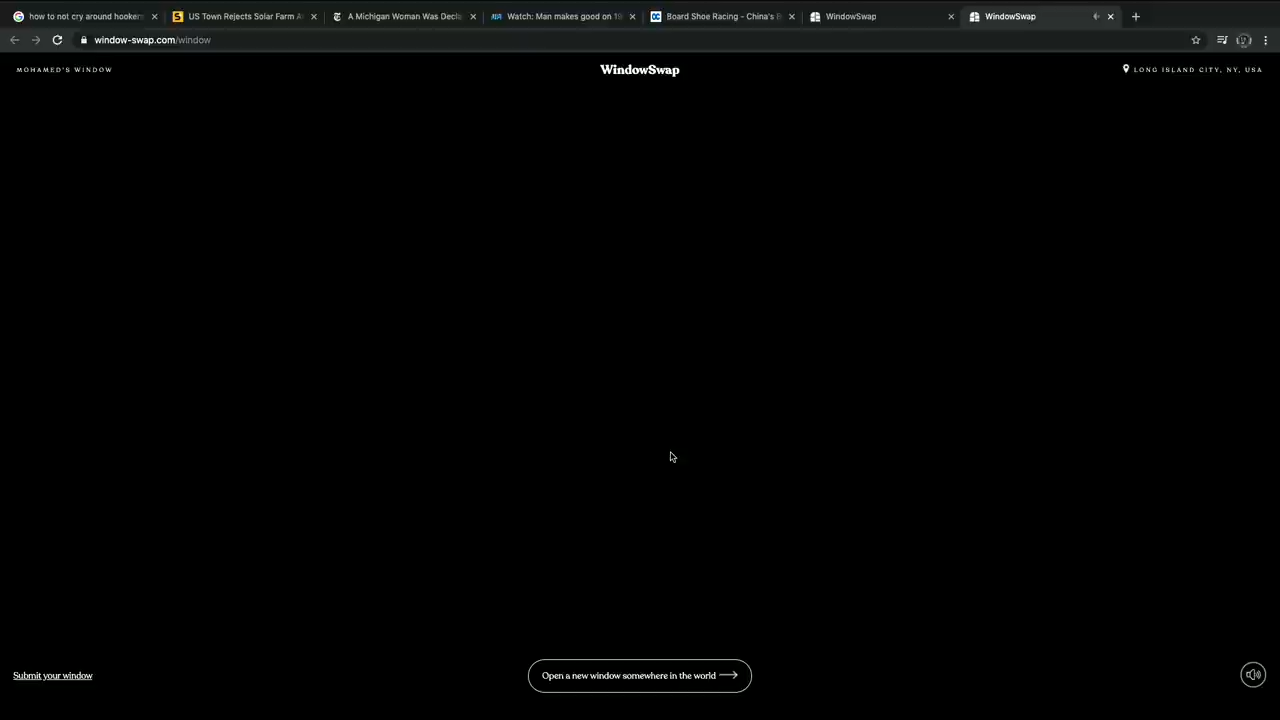 how to not cry around hookers
US Town Rejects Solar Farm A
A Michigan Woman Was Decla
Watch: Man makes good on 19
Board Shoe Racing - China's B
WindowSwap
WindowSwap
window-swap.com/window
MOHAMED'S WINDOW
WindowSwap
LONG ISLAND CITY, NY, USA
Submit your window
Open a new window somewhere in the world